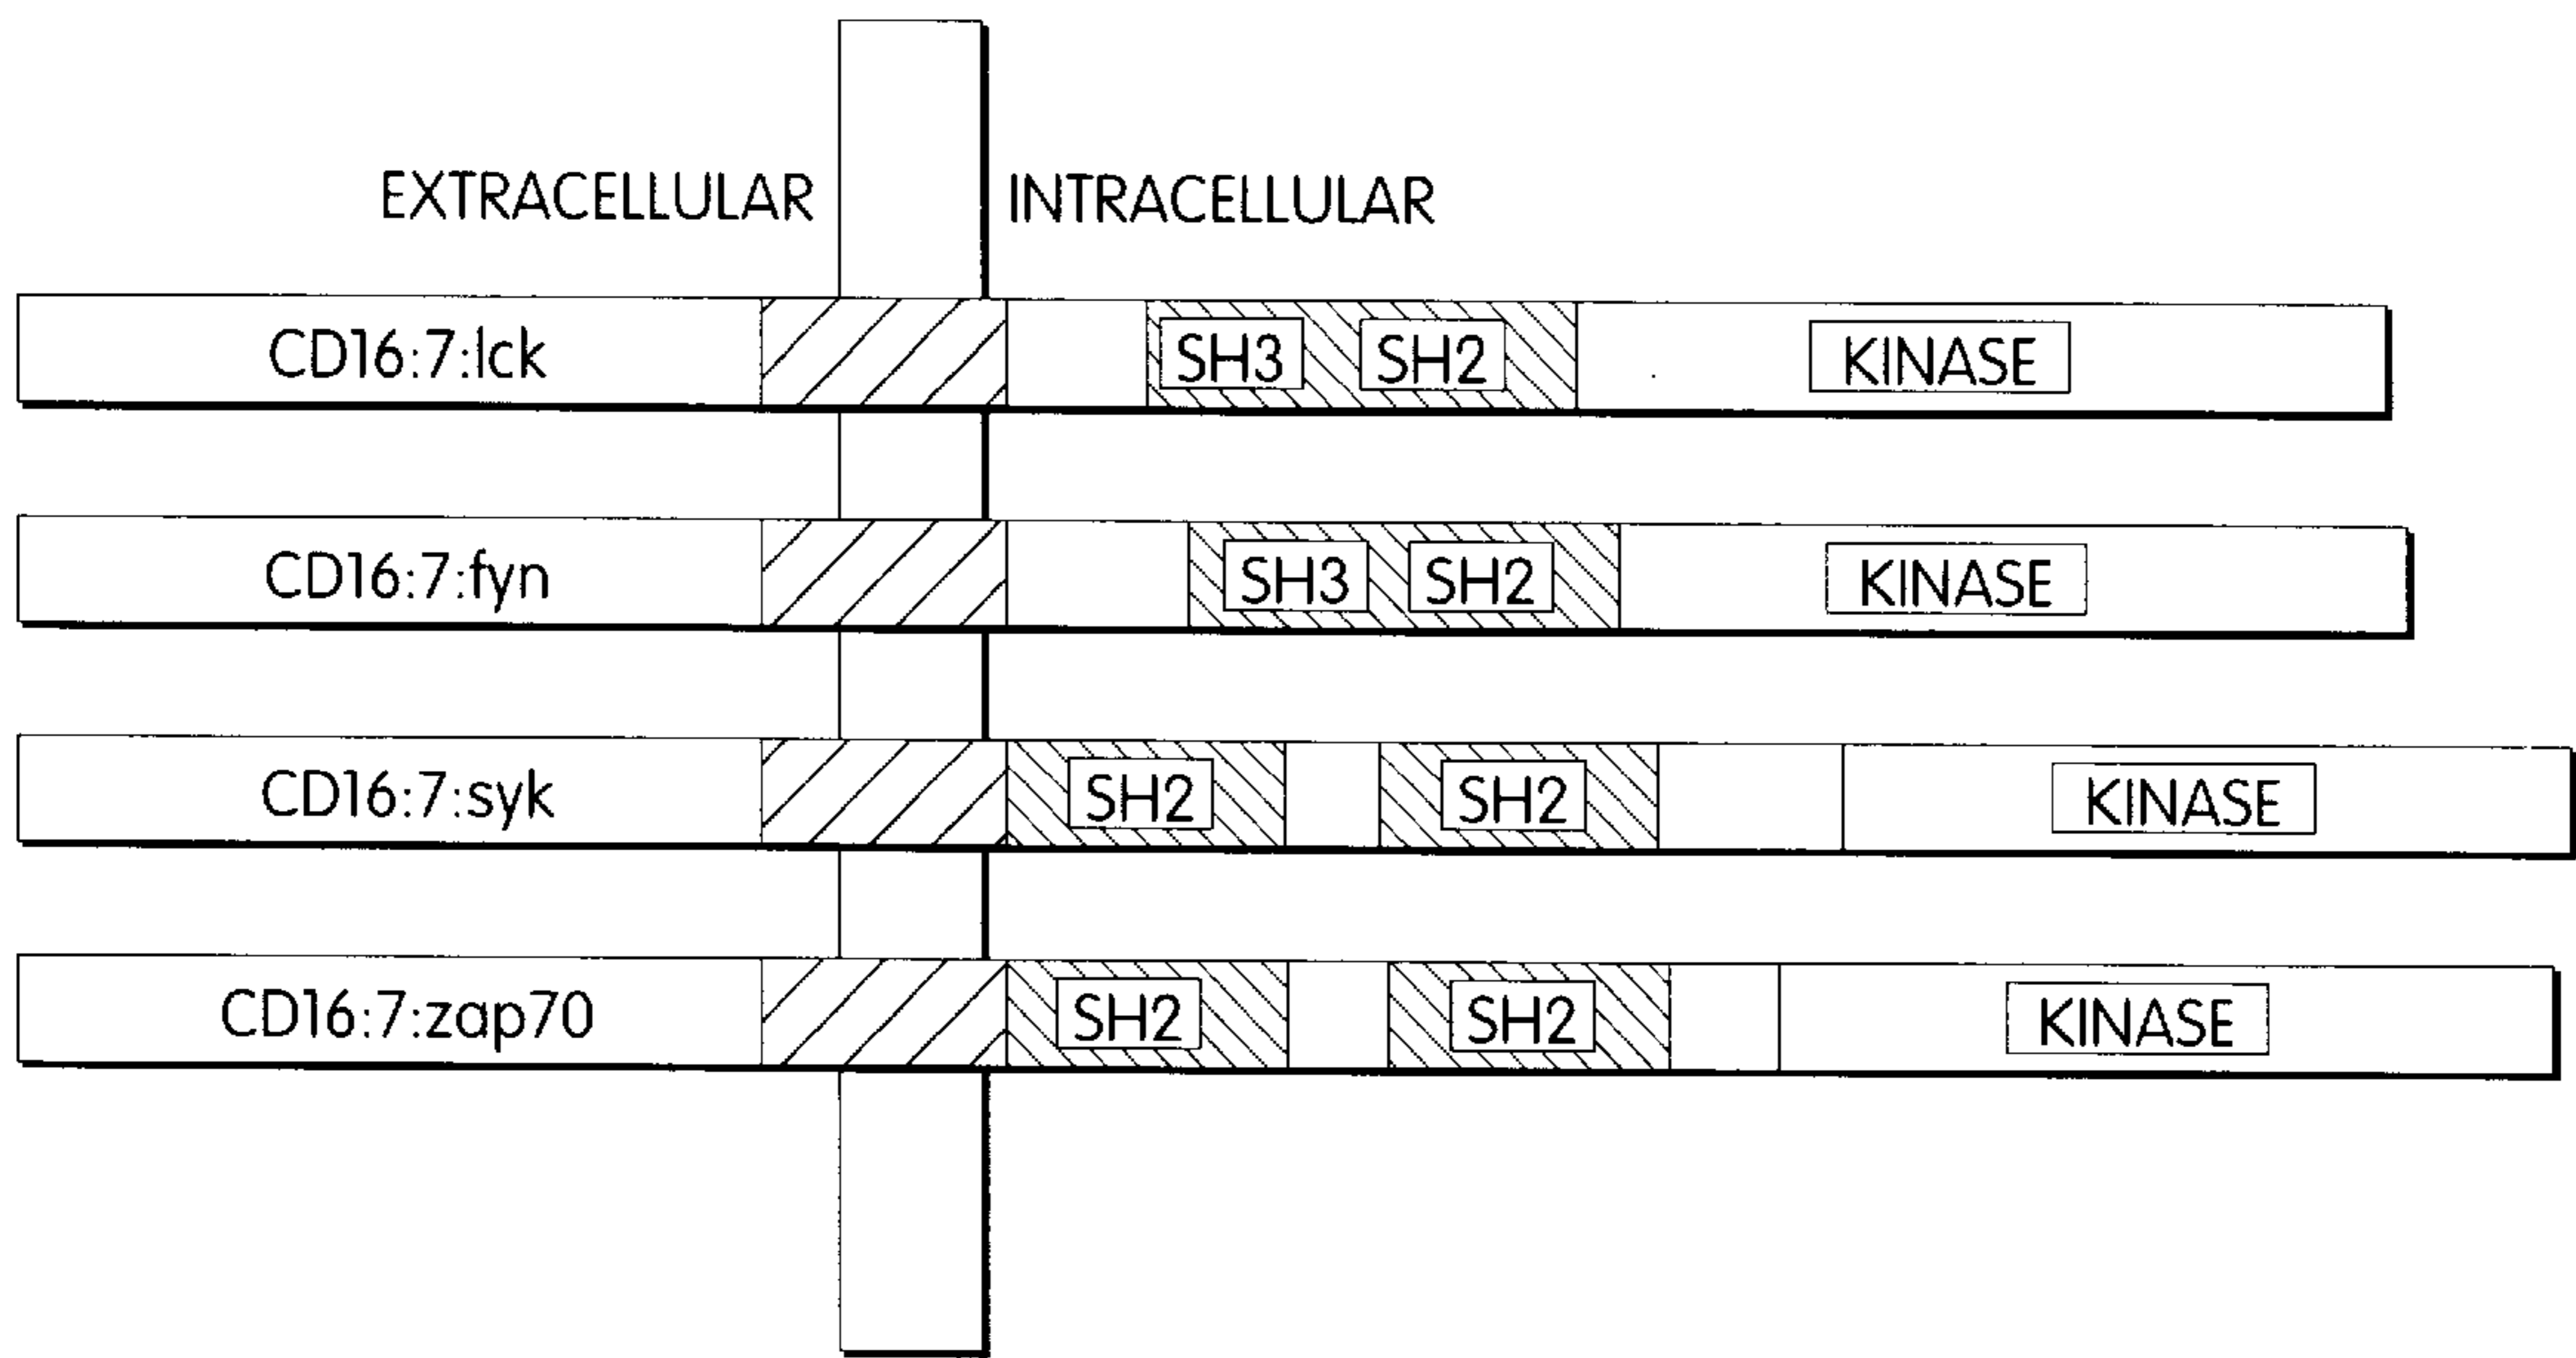 EXTRACELLULAR INTRACELLULAR
CD16:7:lck SH3 SH2 KINASE
CD16:7:fyn SH3 SH2 KINASE
CD16:7:syk SH2 SH2 KINASE
CD16:7:zap70 SH2 SH2 KINASE